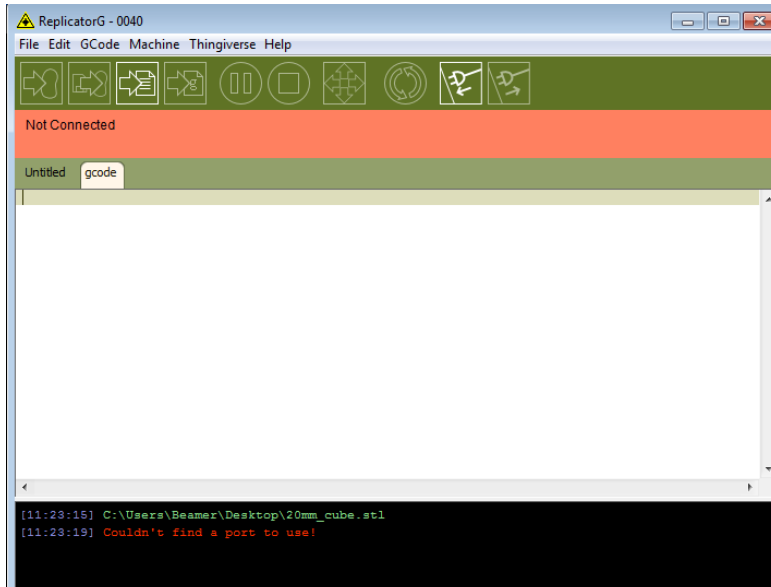 ReplicatorG - 0040
File Edit GCode Machine Thingiverse Help
Not Connected
Untitled gcode
[11:23:15] C:\Users\Beamer\Desktop\20mm_cube.stl
[11:23:19] Couldn't find a port to use!